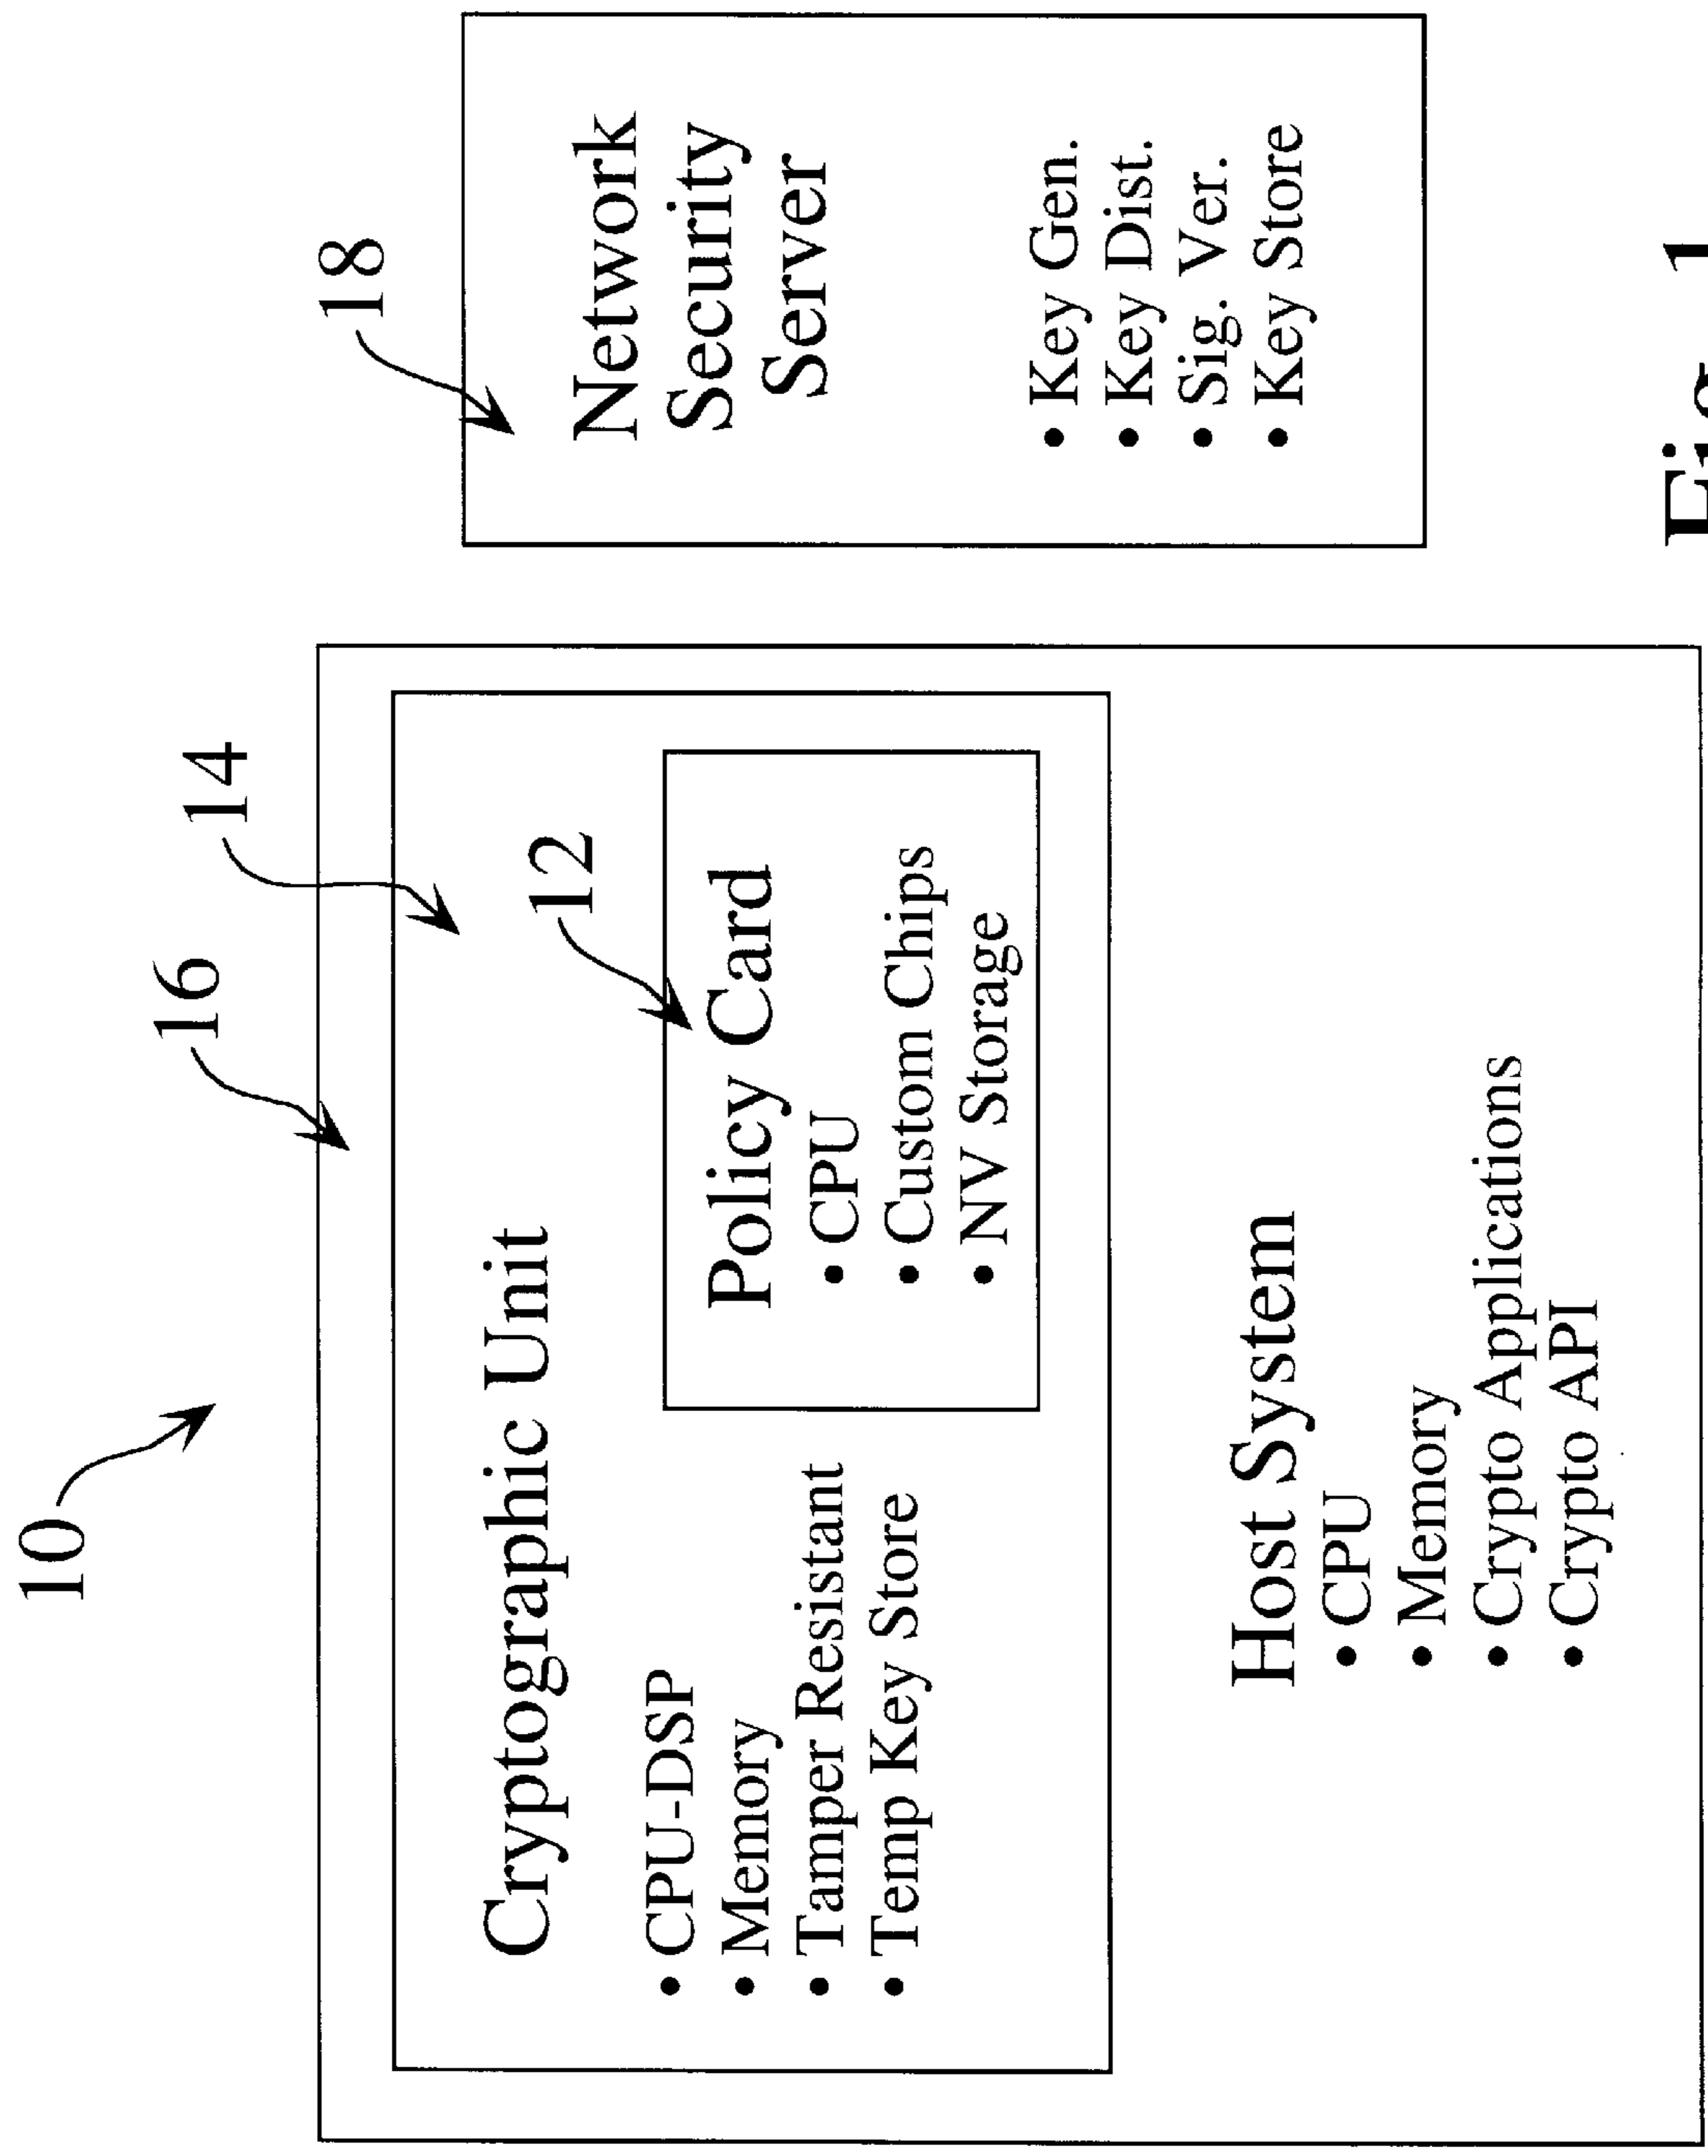 10
16
14
18
Cryptographic Unit
• CPU-DSP
• Memory
• Tamper Resistant
• Temp Key Store
12
Policy Card
• CPU
• Custom Chips
• NV Storage
Host System
• CPU
• Memory
• Crypto Applications
• Crypto API
Network
Security
Server
• Key Gen.
• Key Dist.
• Sig. Ver.
• Key Store
Fig. 1